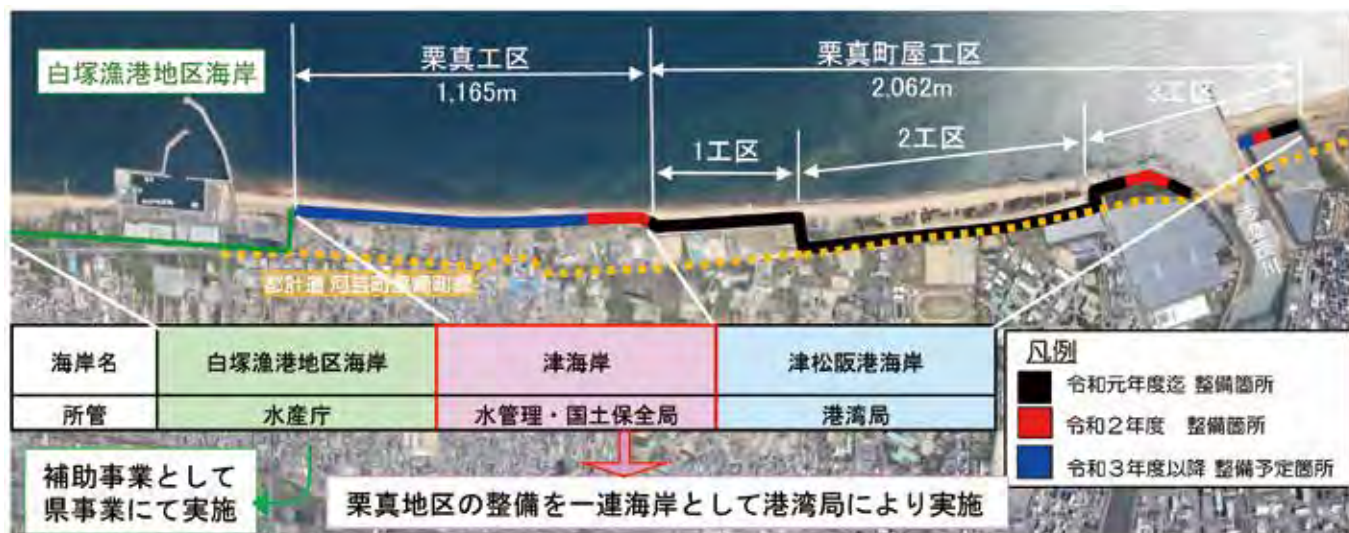 白塚漁港地区海岸
栗真工区
1,165m
栗真町屋工区
2,062m
1工区
2工区
3工区
海岸名
白塚漁港地区海岸
津海岸
津松阪港海岸
所管
水産庁
水管理・国土保全局
港湾局
補助事業として
県事業にて実施
栗真地区の整備を一連海岸として港湾局により実施
凡例
令和元年度迄 整備箇所
令和２年度 整備箇所
令和３年度以降 整備予定箇所